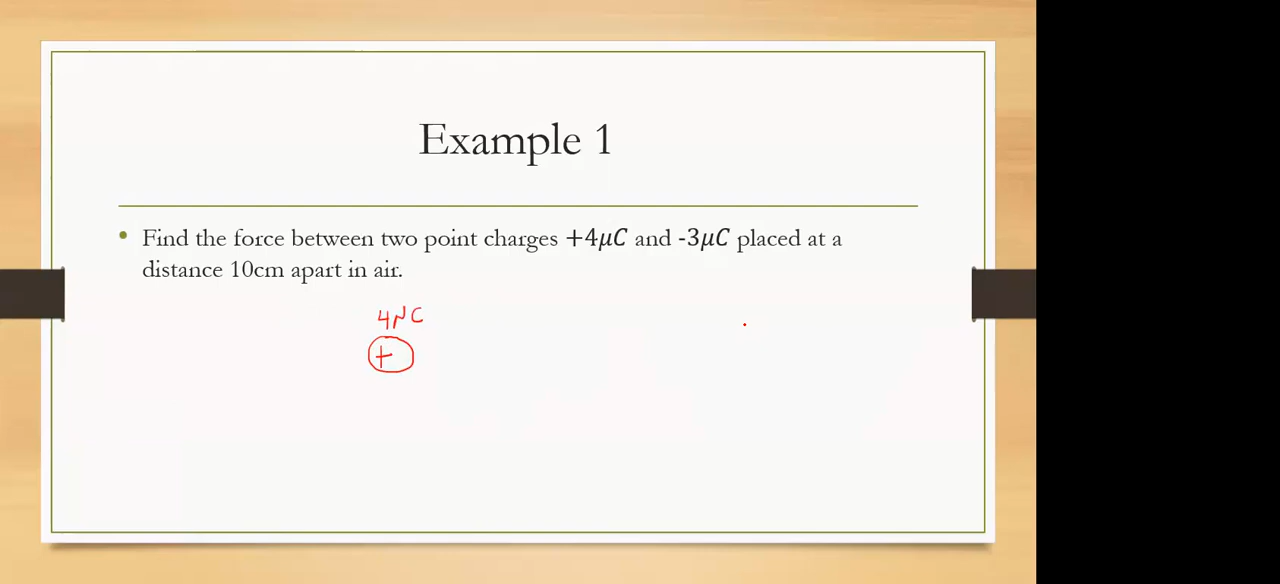 Example 1
• Find the force between two point charges +4μC and -3μC placed at a
distance 10cm apart in air.
4μC
+